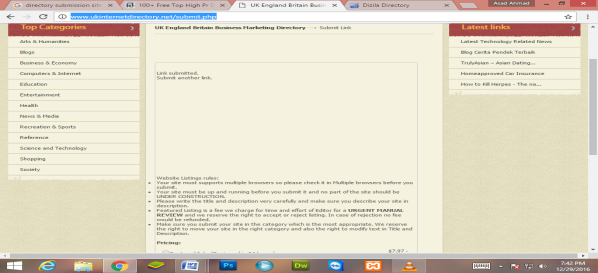 directory submission site
100+ Free Top High Pr D
UK England Britain Busi
Disila Directory
Asad Ahmad
www.ukinternetdirectory.net/submit.php
Top Categories
Arts & Humanities
Blogs
Business & Economy
Computers & Internet
Education
Entertainment
Health
News & Media
Recreation & Sports
Reference
Science and Technology
Shopping
Society
UK England Britain Business Marketing Directory
Submit Link
Link submitted.
Submit another link.
Website Listings rules:
Your site must supports multiple browsers so please check it in Multiple browsers before you
submit.
Your site must be up and running before you submit it and no part of the site should be
UNDER CONSTRUCTION.
Please write the title and description very carefully and make sure you describe your site in
description.
Featured Listing is a fee we charge for time and effort of Editor for a URGENT MANUAL
REVIEW and we reserve the right to accept or reject listing. In case of rejection no fee
would be refunded.
Make sure you submit your site in the category which is the most appropriate. We reserve
the right to move your site in the right category and also the right to modify text in Title and
Description.
Pricing:
$7.97 -
Latest links
Latest Technology Related News
Blog Cerita Pendek Terbaik
TrulyAsian – Asian Dating...
Homeapproved Car Insurance
How to Kill Herpes - The na...
7:42 PM
12/29/2016